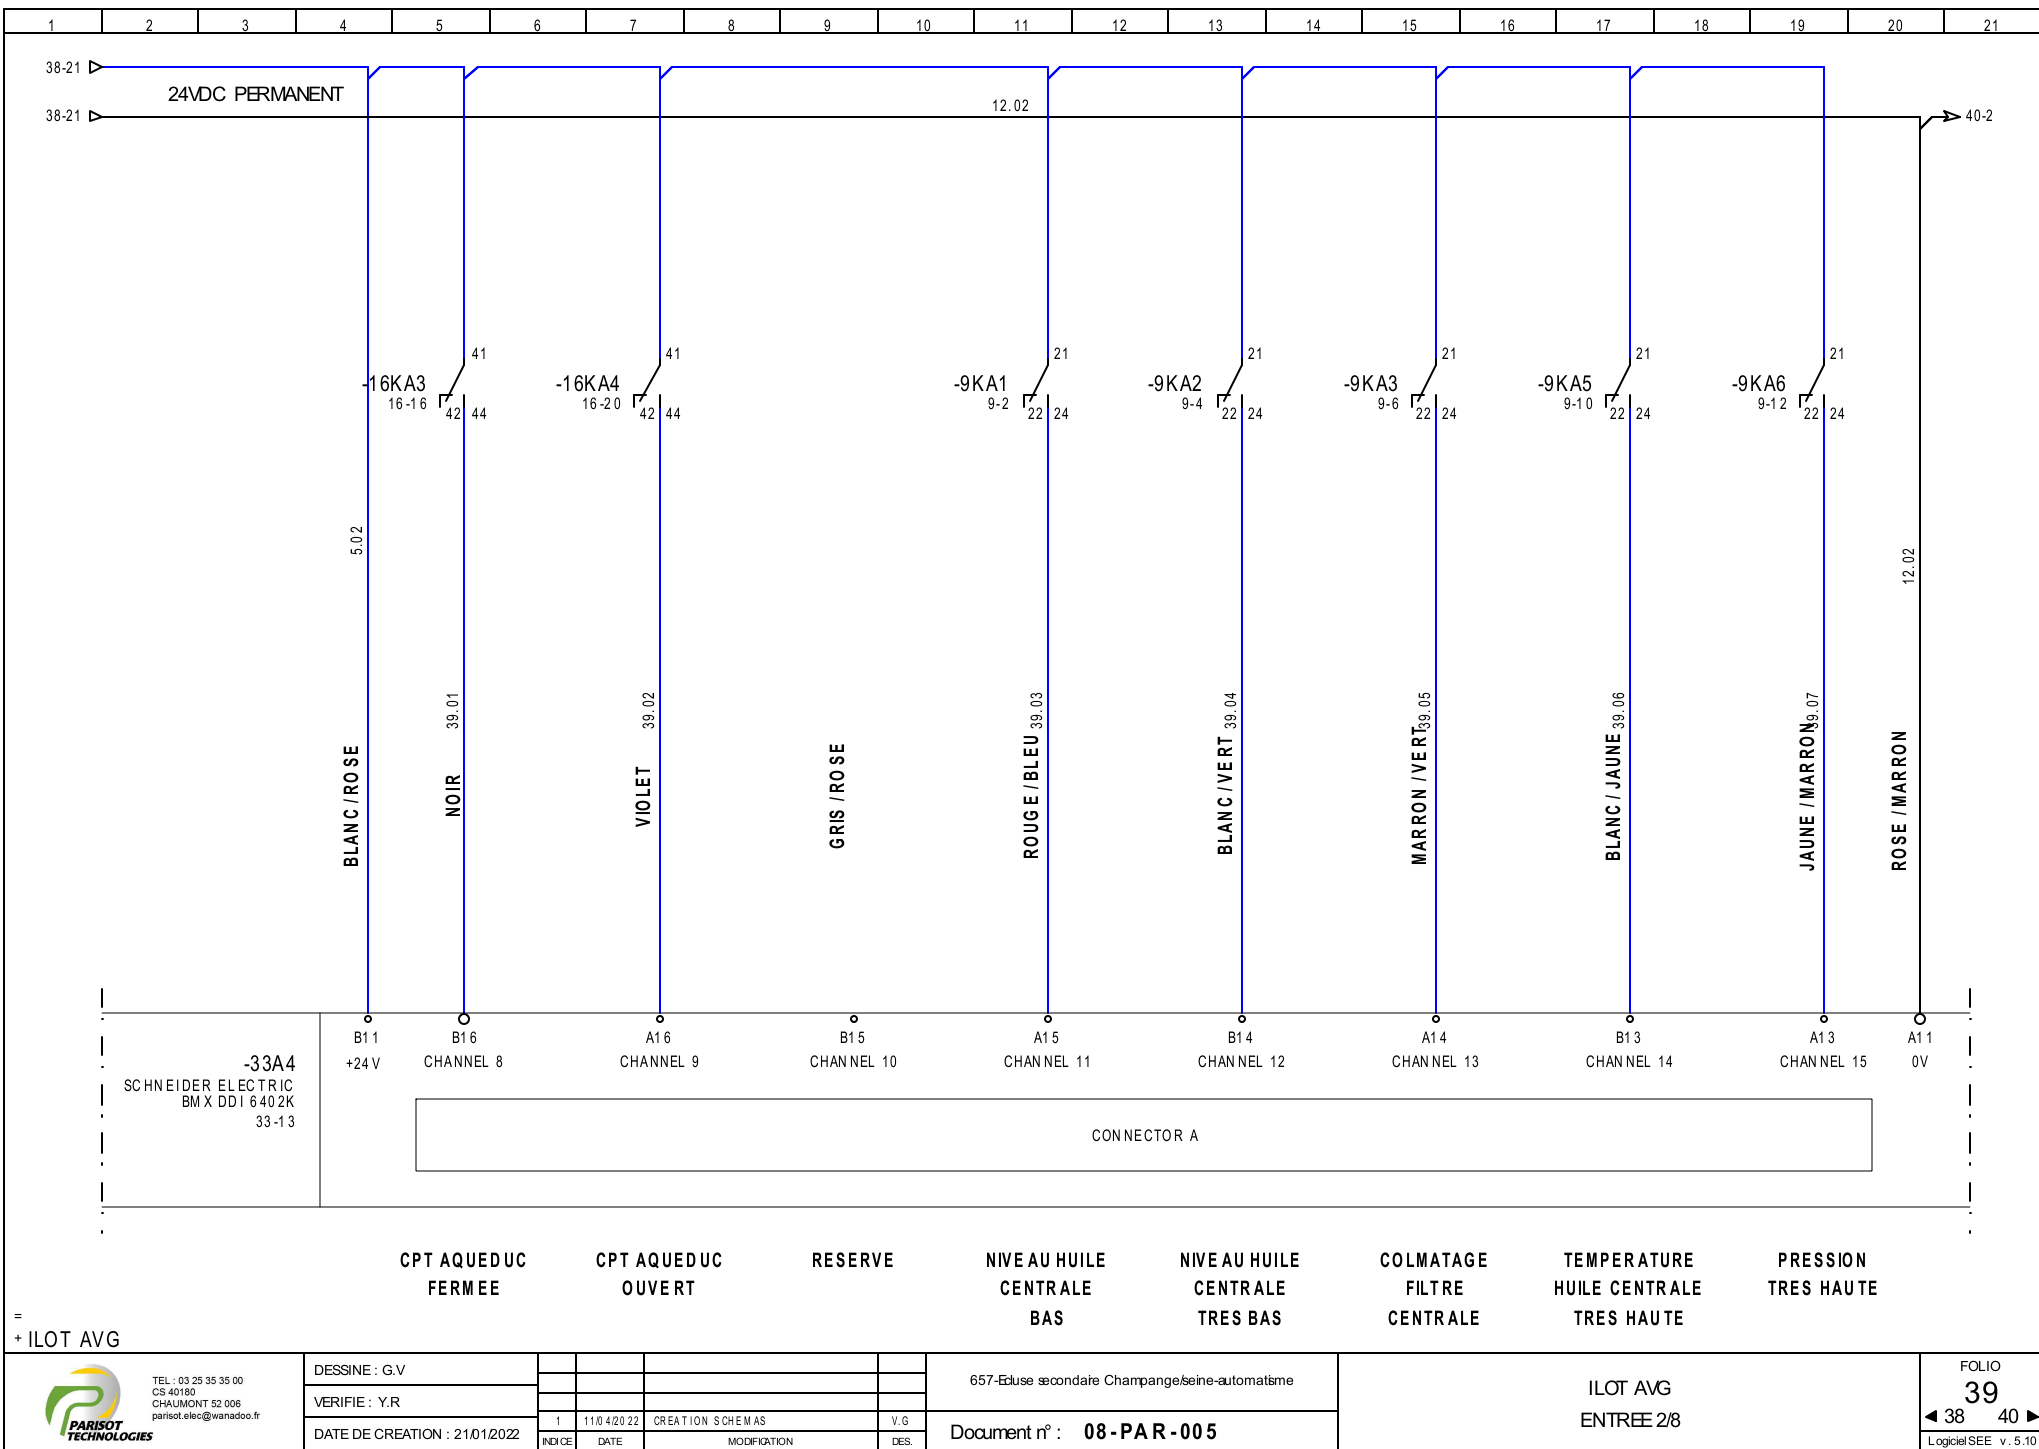 1 2 3 4 5 6 7 8 9 10 11 12 13 14 15 16 17 18 19 20 21
38-21
24VDC PERMANENT
38-21
12.02
40-2
41 41 21 21 21 21 21
-16KA3 -16KA4 -9KA1 -9KA2 -9KA3 -9KA5 -9KA6
16-16 16-20 9-2 9-4 9-6 9-10 9-12
42 44 42 44 22 24 22 24 22 24 22 24 22 24
5.02
12.02
39.01 39.02 39.03 39.04 39.05 39.06 39.07
BLANC/ROSE
NOIR
VIOLET
GRIS/ROSE
ROUGE/BLEU
BLANC/VERT
MARRON/VERT
BLANC/JAUNE
JAUNE/MARRON
ROSE/MARRON
B11 B16 A16 B15 A15 B14 A14 B13 A13 A11
+24V CHANNEL 8 CHANNEL 9 CHANNEL 10 CHANNEL 11 CHANNEL 12 CHANNEL 13 CHANNEL 14 CHANNEL 15 0V
-33A4
SCHNEIDER ELECTRIC
BMX DDI 6402K
33-13
CONNECTOR A
CPT AQUEDUC
FERMEE
CPT AQUEDUC
OUVERT
RESERVE
NIVEAU HUILE
CENTRALE
BAS
NIVEAU HUILE
CENTRALE
TRES BAS
COLMATAGE
FILTRE
CENTRALE
TEMPERATURE
HUILE CENTRALE
TRES HAUTE
PRESSION
TRES HAUTE
=
+ ILOT AVG
PARISOT
TECHNOLOGIES
TEL : 03 25 35 35 00
CS 40180
CHAUMONT 52 006
parisot.elec@wanadoo.fr
DESSINE : G.V
VERIFIE : Y.R
DATE DE CREATION : 21/01/2022
1 11/04/2022 CREATION SCHEMAS V.G
INDICE DATE MODIFICATION DES.
657-Ecluse secondaire Champange/seine-automatisme
Document n° : 08-PAR-005
ILOT AVG
ENTREE 2/8
FOLIO
39
38 40
Logiciel SEE v.5.10